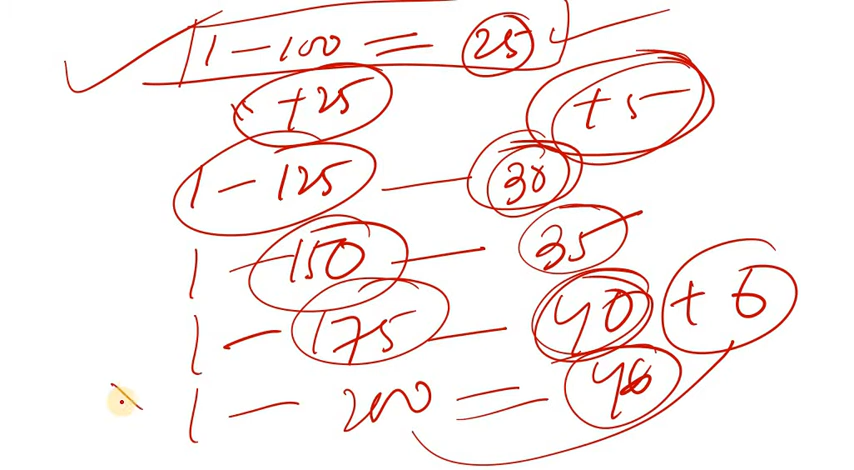 1 - 100 = 25
+25 +5
1 - 125 — 30
1 - 150 — 35
1 - 175 — 40 + 6
1 - 200 = 46